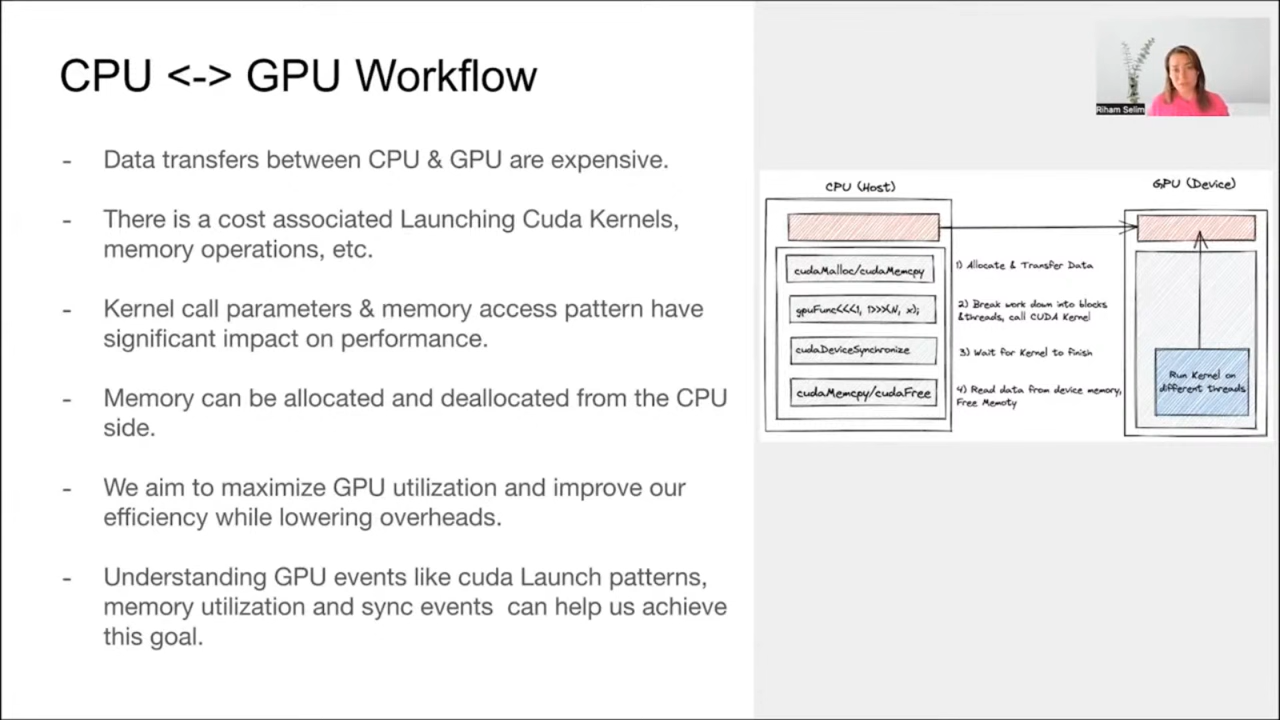 CPU <-> GPU Workflow
- Data transfers between CPU & GPU are expensive.
- There is a cost associated Launching Cuda Kernels,
memory operations, etc.
- Kernel call parameters & memory access pattern have
significant impact on performance.
- Memory can be allocated and deallocated from the CPU
side.
- We aim to maximize GPU utilization and improve our
efficiency while lowering overheads.
- Understanding GPU events like cuda Launch patterns,
memory utilization and sync events can help us achieve
this goal.
Riham Selim
CPU (Host)
GPU (Device)
cudaMalloc/cudaMemcpy
1) Allocate & Transfer Data
gpuFunc<<<1, 1>>>(N, x);
2) Break work down into blocks
&threads, call CUDA Kernel
cudaDeviceSynchronize
3) Wait for Kernel to finish
cudaMemcpy/cudaFree
4) Read data from device memory,
Free Memoty
Run Kernel on
different threads